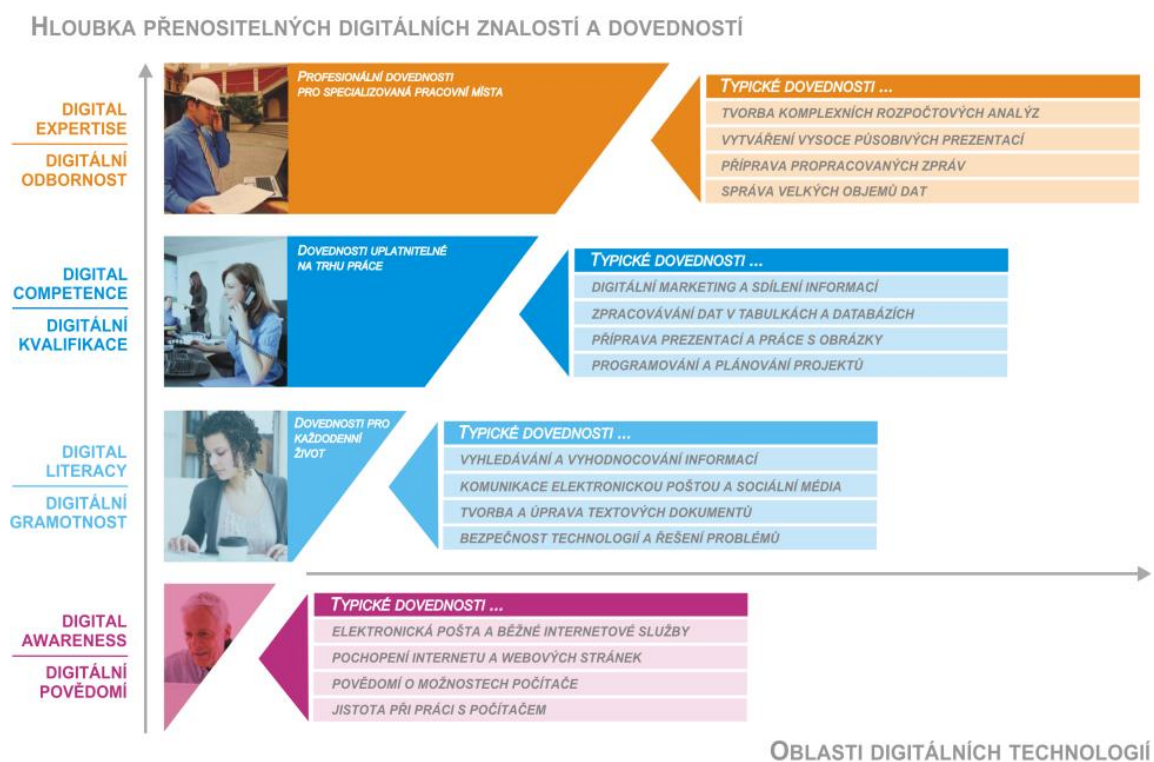 HLOUBKA PŘENOSITELNÝCH DIGITÁLNÍCH ZNALOSTÍ A DOVEDNOSTÍ
DIGITAL
EXPERTISE
DIGITÁLNÍ
ODBORNOST
PROFESIONÁLNÍ DOVEDNOSTI
PRO SPECIALIZOVANÁ PRACOVNÍ MÍSTA
TYPICKÉ DOVEDNOSTI ...
TVORBA KOMPLEXNÍCH ROZPOČTOVÝCH ANALÝZ
VYTVÁŘENÍ VYSOCE PŮSOBIVÝCH PREZENTACÍ
PŘÍPRAVA PROPRACOVANÝCH ZPRÁV
SPRÁVA VELKÝCH OBJEMŮ DAT
DIGITAL
COMPETENCE
DIGITÁLNÍ
KVALIFIKACE
DOVEDNOSTI UPLATNITELNÉ
NA TRHU PRÁCE
TYPICKÉ DOVEDNOSTI ...
DIGITÁLNÍ MARKETING A SDÍLENÍ INFORMACÍ
ZPRACOVÁVÁNÍ DAT V TABULKÁCH A DATABÁZÍCH
PŘÍPRAVA PREZENTACÍ A PRÁCE S OBRÁZKY
PROGRAMOVÁNÍ A PLÁNOVÁNÍ PROJEKTŮ
DIGITAL
LITERACY
DIGITÁLNÍ
GRAMOTNOST
DOVEDNOSTI PRO
KAŽDODENNÍ
ŽIVOT
TYPICKÉ DOVEDNOSTI ...
VYHLEDÁVÁNÍ A VYHODNOCOVÁNÍ INFORMACÍ
KOMUNIKACE ELEKTRONICKOU POŠTOU A SOCIÁLNÍ MÉDIA
TVORBA A ÚPRAVA TEXTOVÝCH DOKUMENTŮ
BEZPEČNOST TECHNOLOGIÍ A ŘEŠENÍ PROBLÉMŮ
DIGITAL
AWARENESS
DIGITÁLNÍ
POVĚDOMÍ
TYPICKÉ DOVEDNOSTI ...
ELEKTRONICKÁ POŠTA A BĚŽNÉ INTERNETOVÉ SLUŽBY
POCHOPENÍ INTERNETU A WEBOVÝCH STRÁNEK
POVĚDOMÍ O MOŽNOSTECH POČÍTAČE
JISTOTA PŘI PRÁCI S POČÍTAČEM
OBLASTI DIGITÁLNÍCH TECHNOLOGIÍ